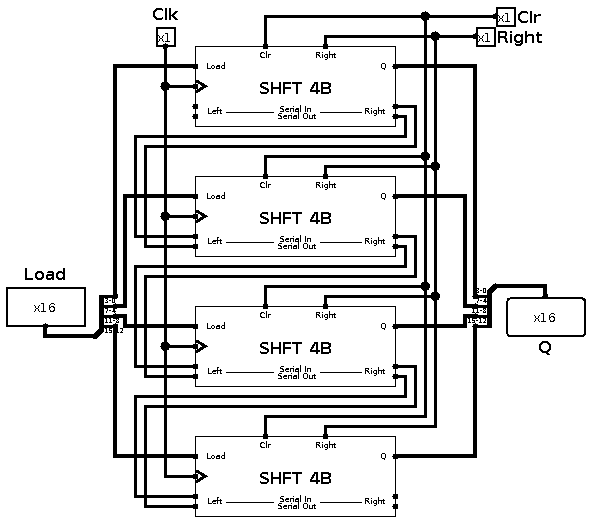 Clk
x1
x1 Clr
x1 Right
Clr Right
Load Q
SHFT 4B
Left Serial In Right
Serial Out
Clr Right
Load Q
SHFT 4B
Left Serial In Right
Serial Out
Load
x16
3-0
7-4
11-8
15-12
Clr Right
Load Q
SHFT 4B
Left Serial In Right
Serial Out
3-0
7-4
11-8
15-12
x16
Q
Clr Right
Load Q
SHFT 4B
Left Serial In Right
Serial Out